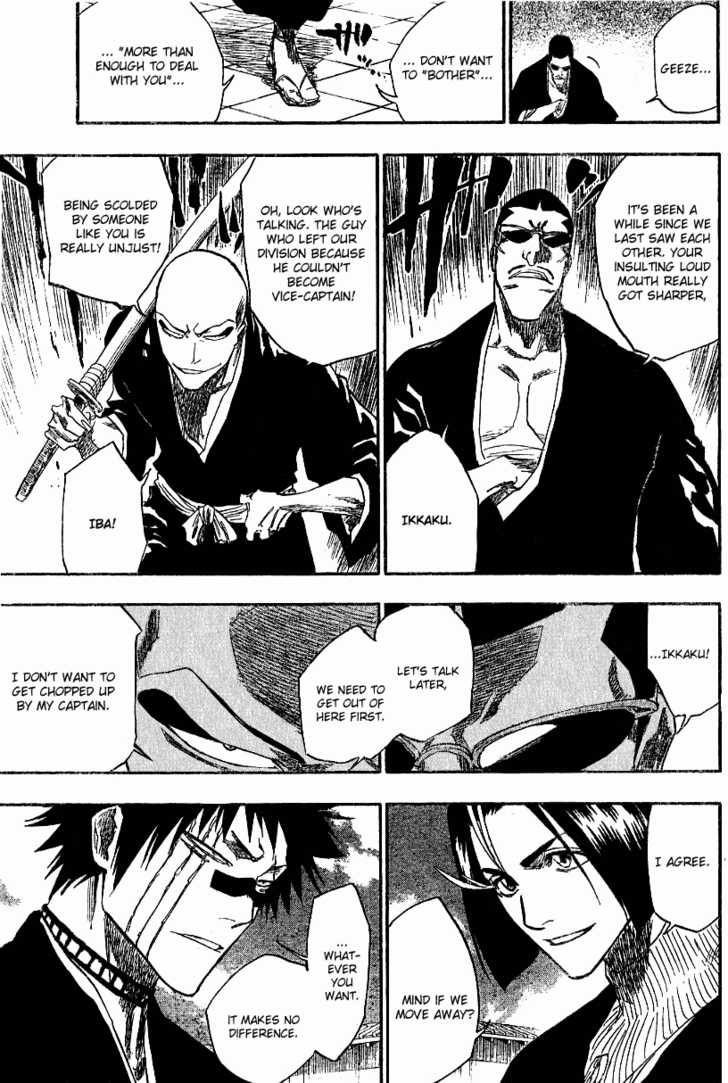 GEEZE...
... DON'T WANT
TO "BOTHER"...
... "MORE THAN
ENOUGH TO DEAL
WITH YOU"...
IT'S BEEN A
WHILE SINCE WE
LAST SAW EACH
OTHER. YOUR
INSULTING LOUD
MOUTH REALLY
GOT SHARPER,
IKKAKU.
OH, LOOK WHO'S
TALKING. THE GUY
WHO LEFT OUR
DIVISION BECAUSE
HE COULDN'T
BECOME
VICE-CAPTAIN!
BEING SCOLDED
BY SOMEONE
LIKE YOU IS
REALLY UNJUST!
IBA!
...IKKAKU!
LET'S TALK
LATER,
WE NEED TO
GET OUT OF
HERE FIRST.
I DON'T WANT TO
GET CHOPPED UP
BY MY CAPTAIN.
I AGREE.
MIND IF WE
MOVE AWAY?
...
WHAT-
EVER
YOU
WANT.
IT MAKES NO
DIFFERENCE.